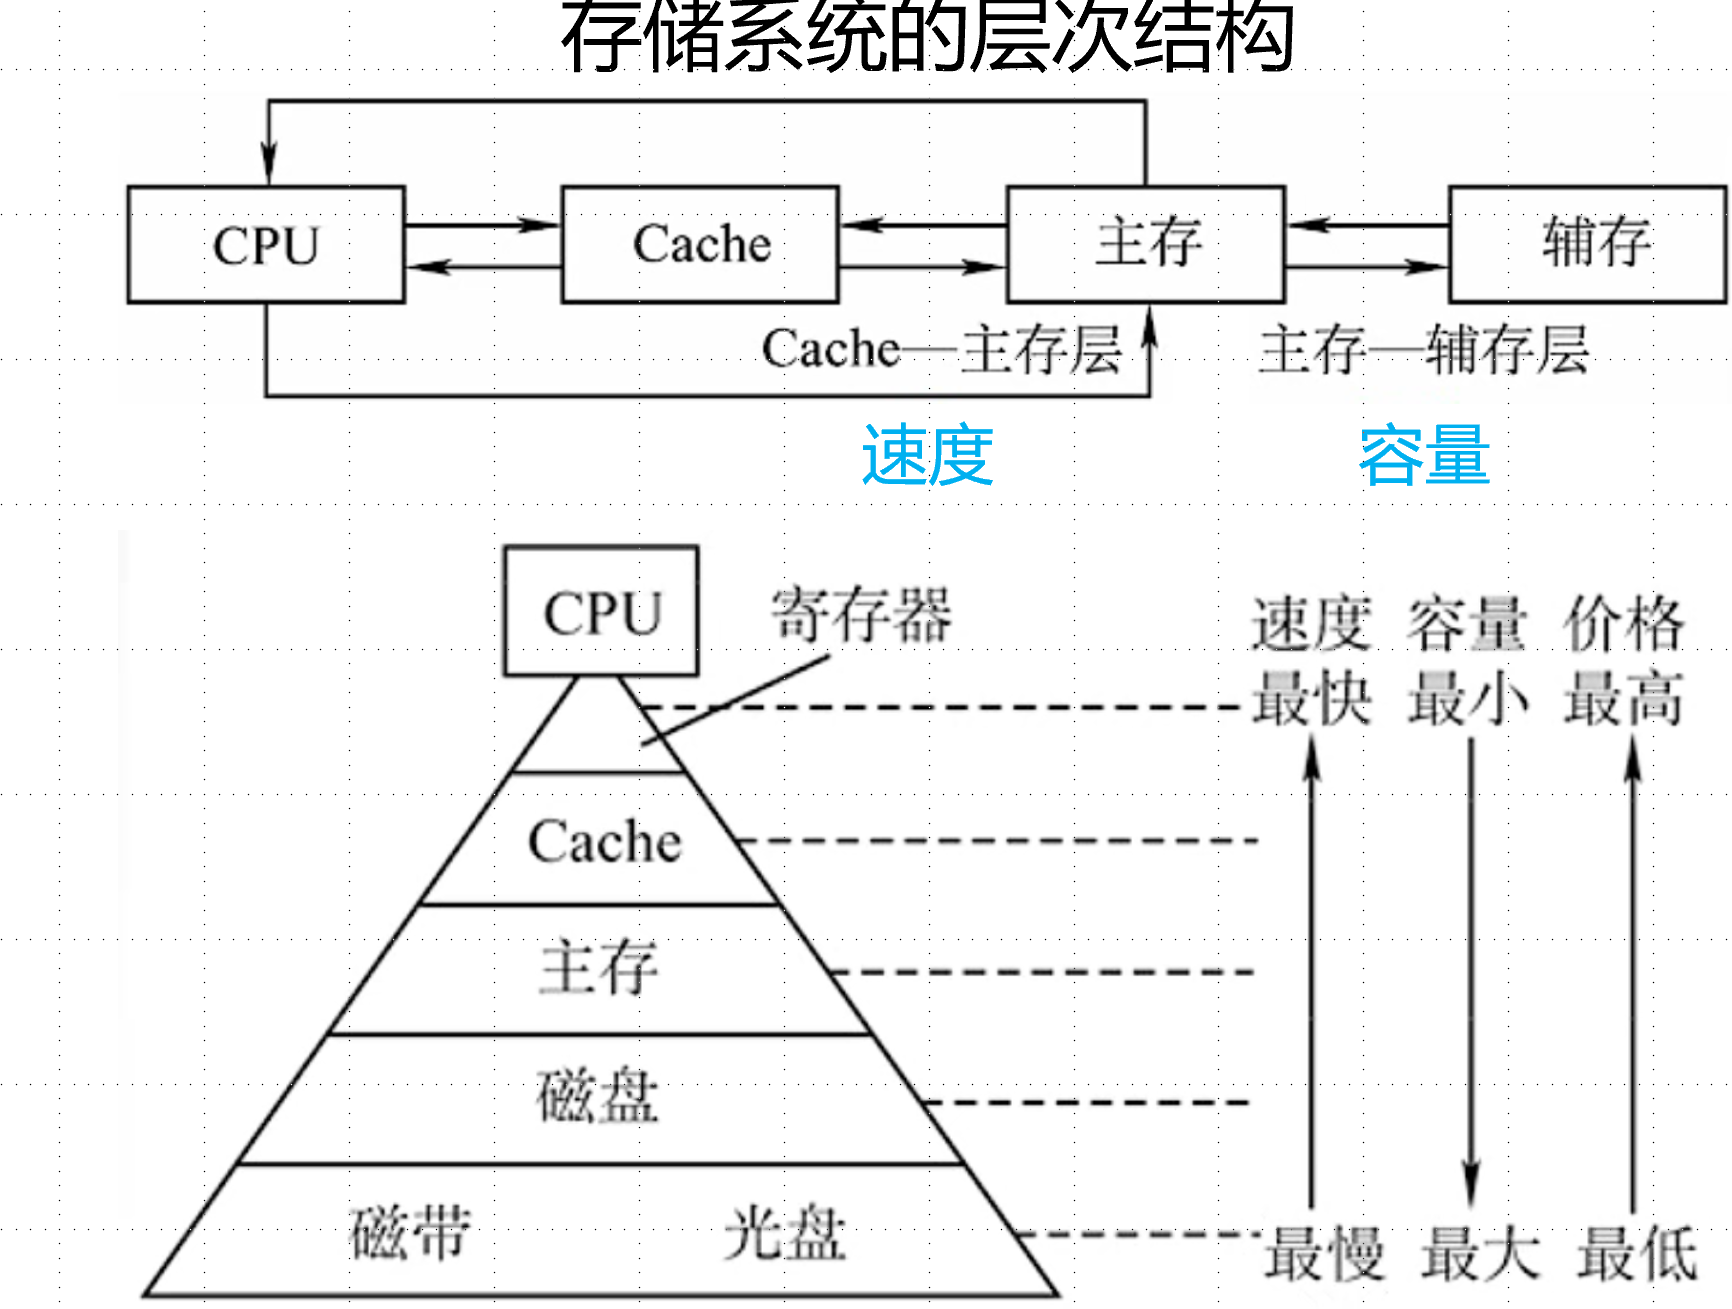 存储系统的层次结构
CPU
Cache
主存
辅存
Cache—主存层
主存—辅存层
速度
容量
CPU
寄存器
速度 容量 价格
最快 最小 最高
Cache
主存
磁盘
磁带
光盘
最慢 最大 最低